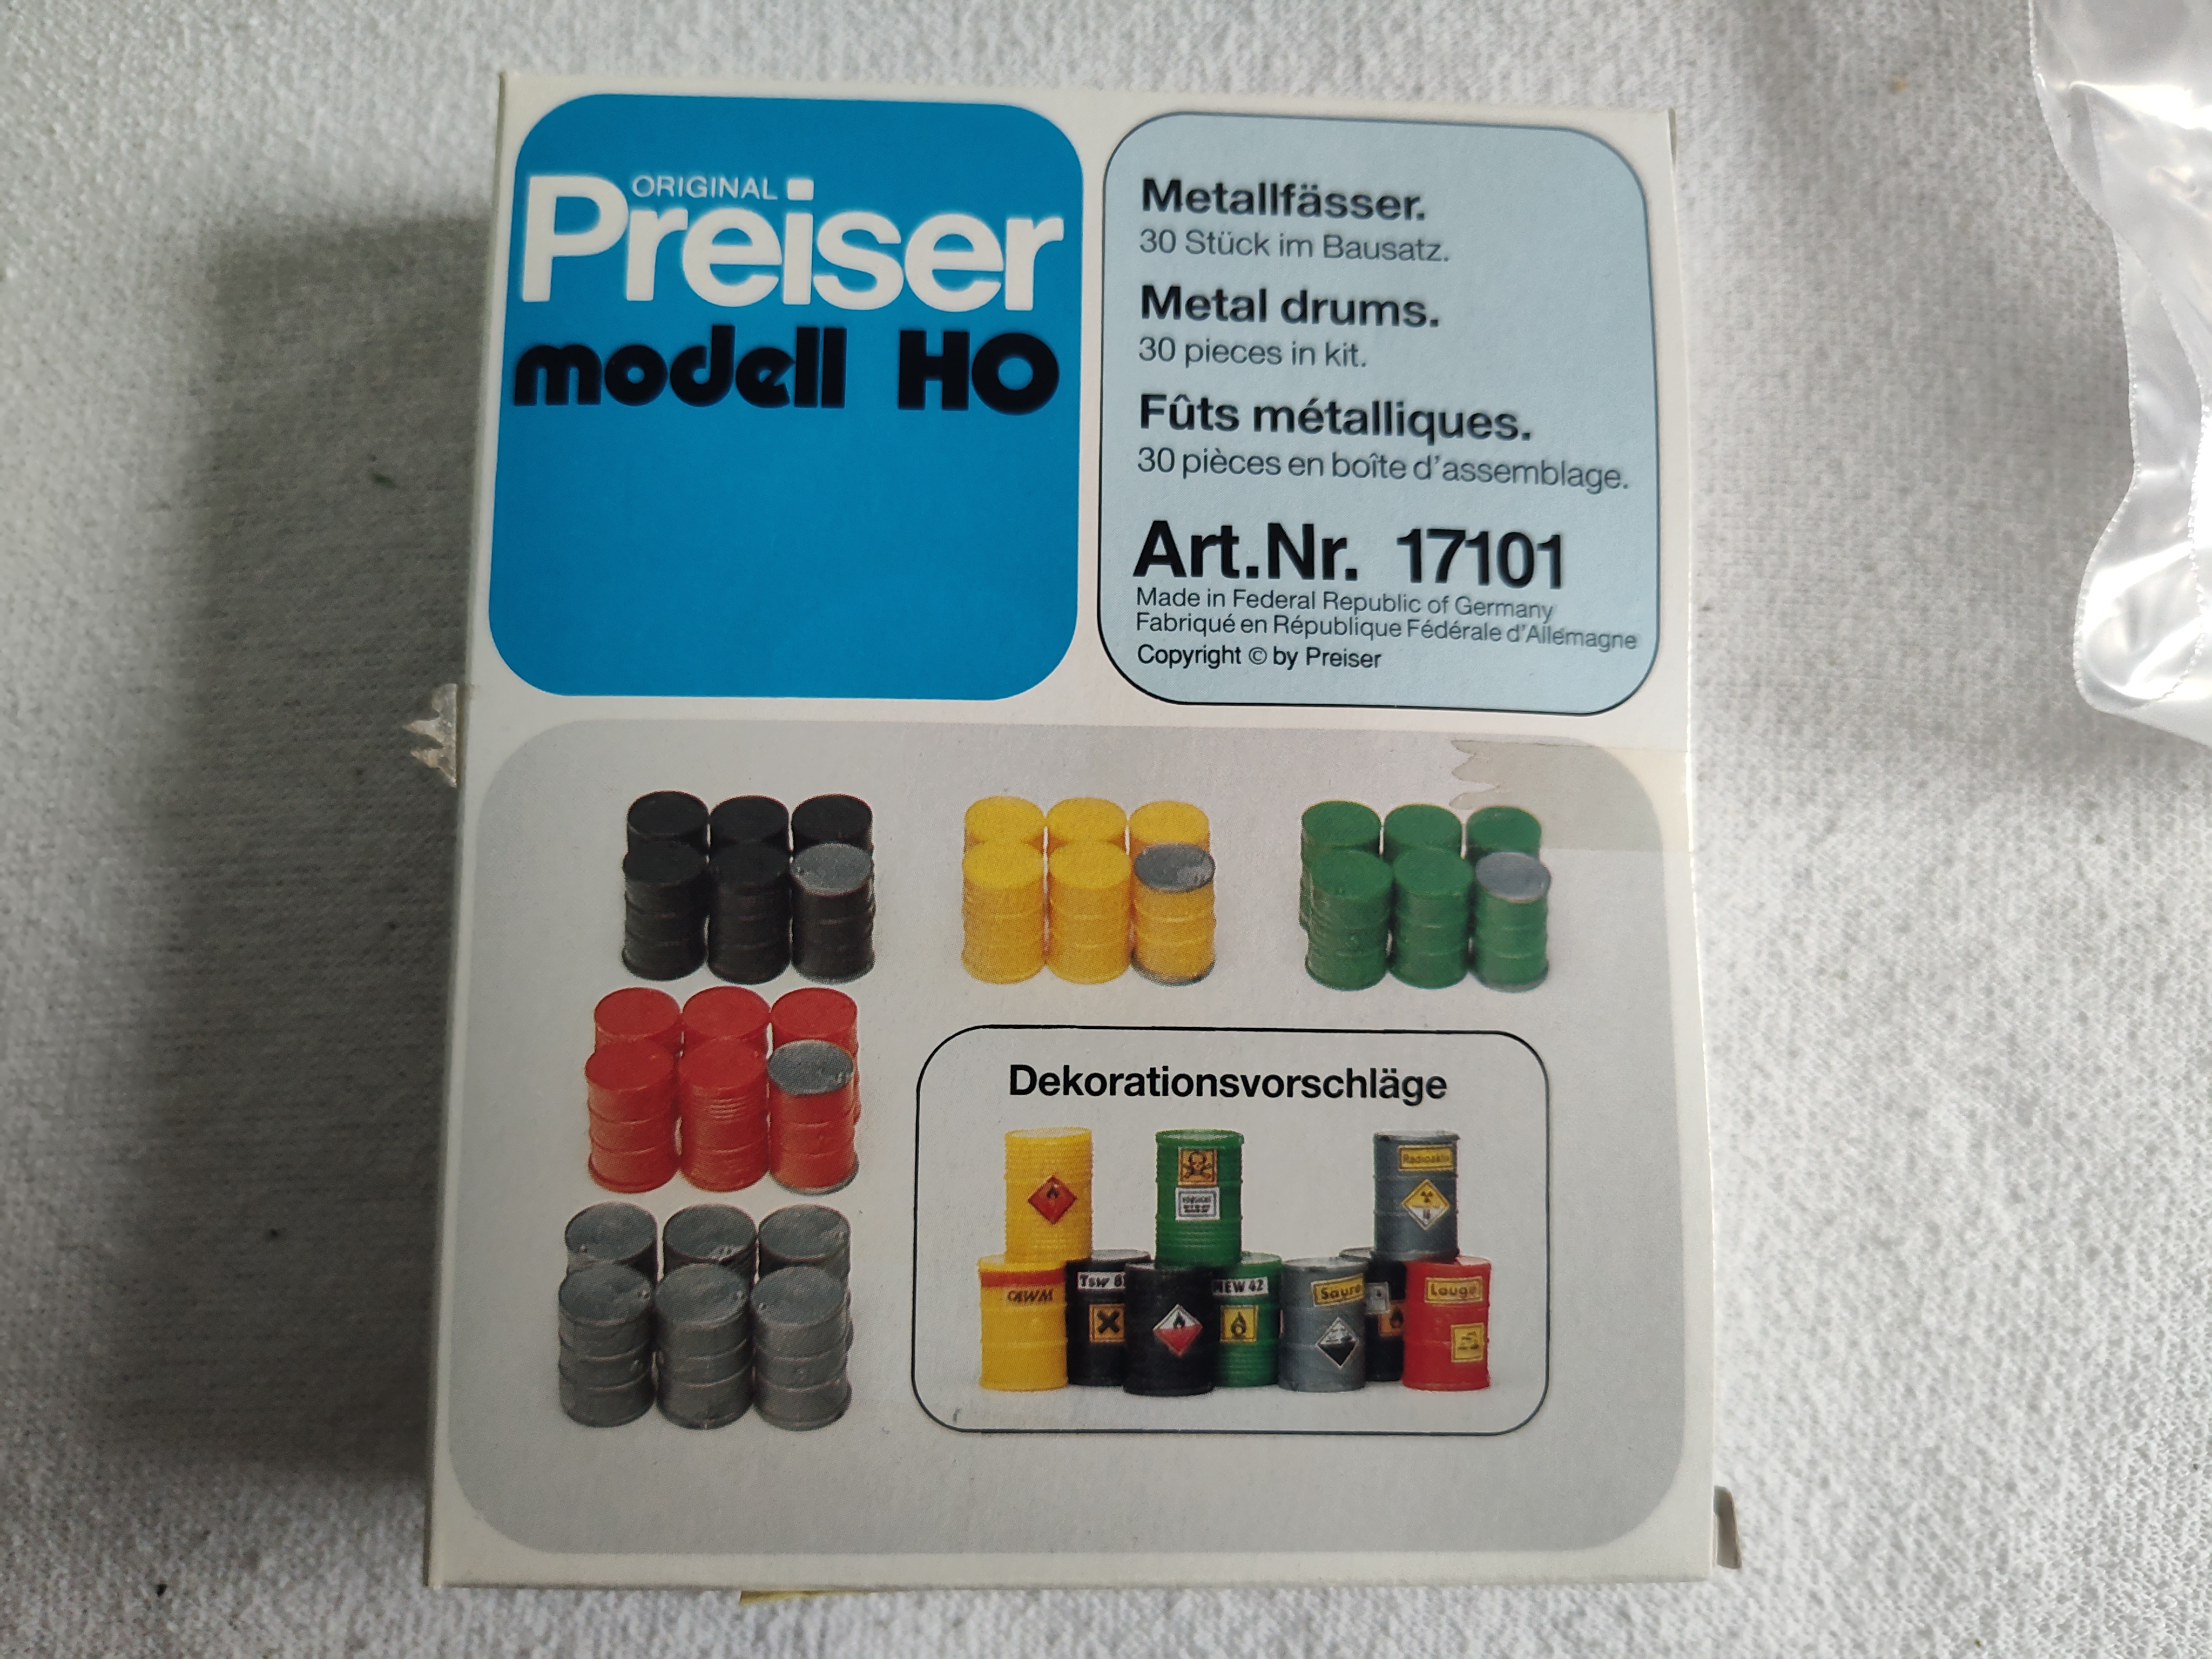 ORIGINAL
Preiser
modell HO
Metallfässer.
30 Stück im Bausatz.
Metal drums.
30 pieces in kit.
Fûts métalliques.
30 pièces en boîte d'assemblage.
Art.Nr. 17101
Made in Federal Republic of Germany
Fabriqué en République Fédérale d'Allemagne
Copyright © by Preiser
Dekorationsvorschläge
Säure
Lauge